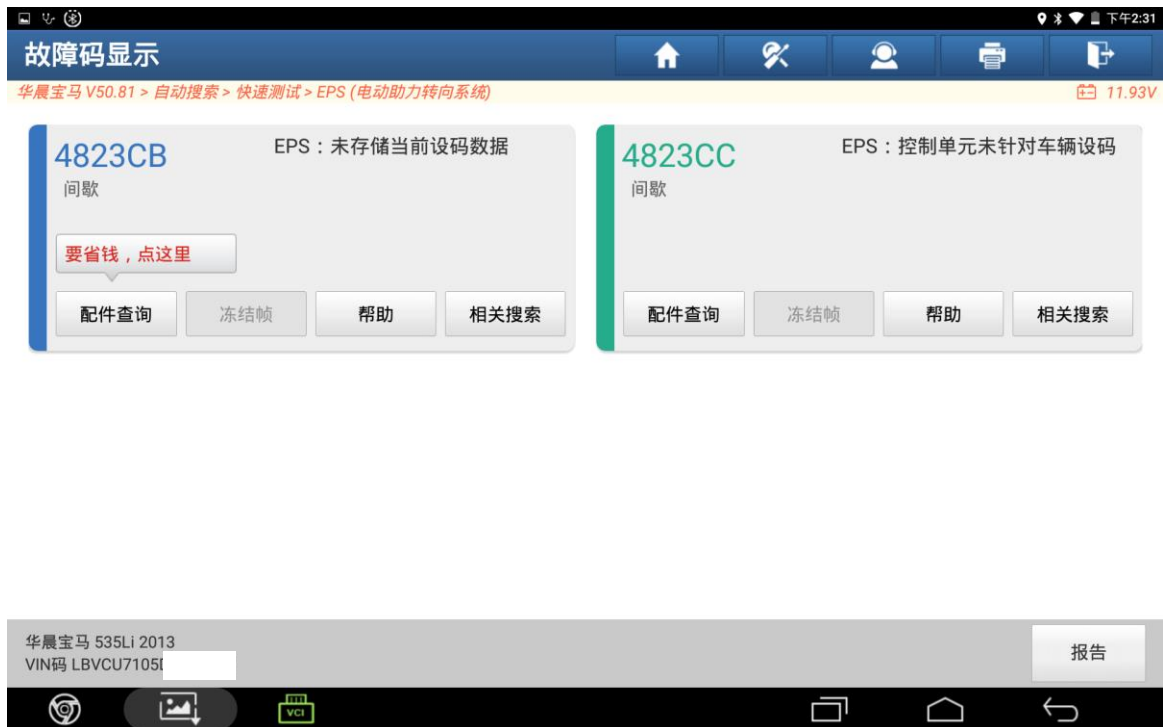 下午2:31
故障码显示
华晨宝马 V50.81 > 自动搜索 > 快速测试 > EPS (电动助力转向系统)
11.93V
4823CB
EPS：未存储当前设码数据
间歇
要省钱，点这里
配件查询
冻结帧
帮助
相关搜索
4823CC
EPS：控制单元未针对车辆设码
间歇
配件查询
冻结帧
帮助
相关搜索
华晨宝马 535Li 2013
VIN码 LBVCU7105
报告
VCI